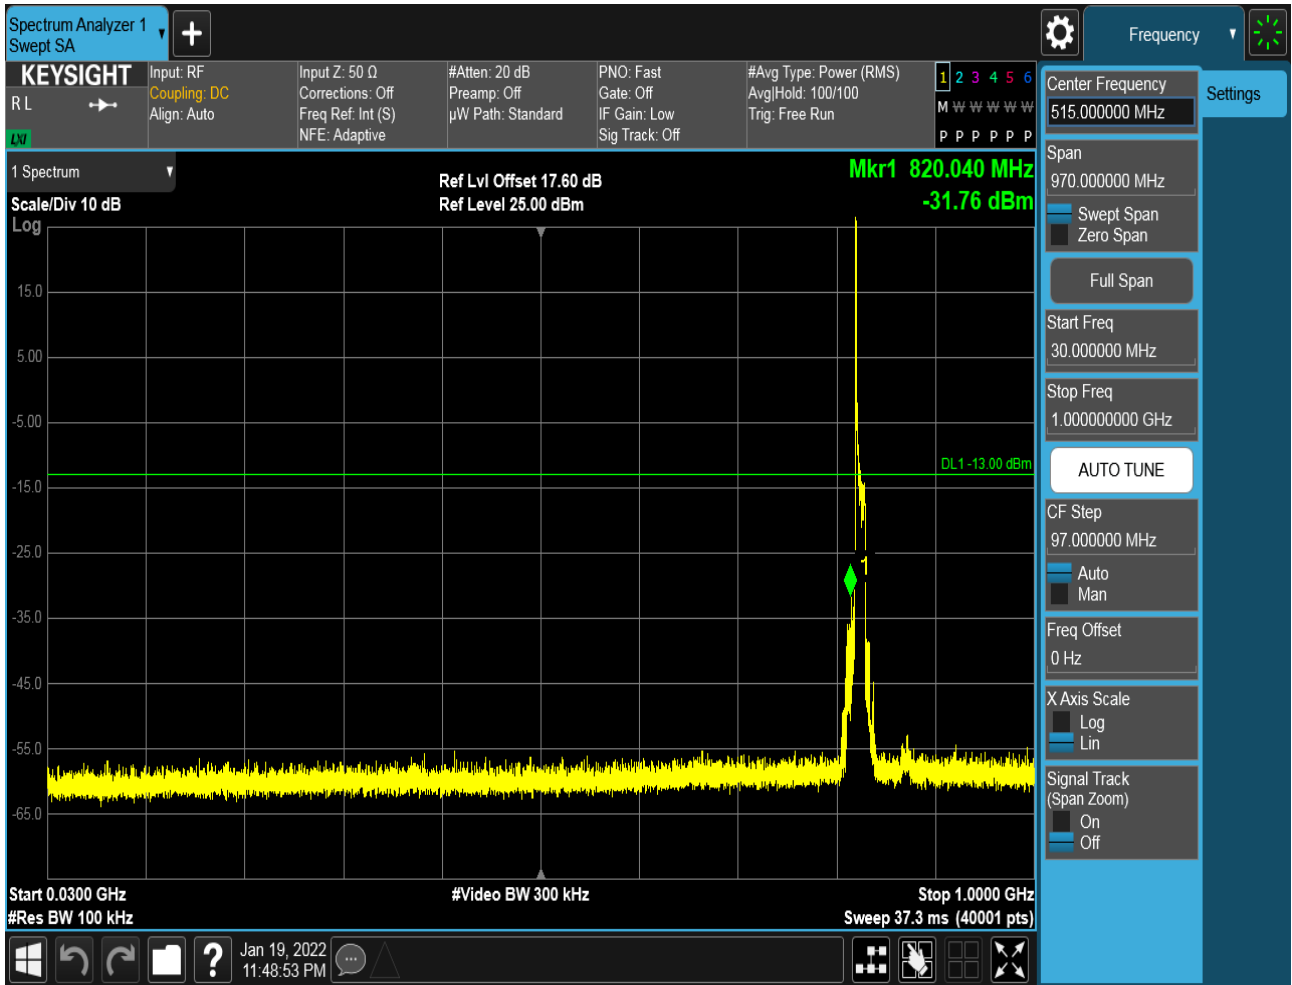 Spectrum Analyzer 1
Swept SA
Frequency
KEYSIGHT
R L
LXI
Input: RF
Coupling: DC
Align: Auto
Input Z: 50 Ω
Corrections: Off
Freq Ref: Int (S)
NFE: Adaptive
#Atten: 20 dB
Preamp: Off
µW Path: Standard
PNO: Fast
Gate: Off
IF Gain: Low
Sig Track: Off
#Avg Type: Power (RMS)
Avg|Hold: 100/100
Trig: Free Run
1 2 3 4 5 6
M W W W W W
P P P P P P
1 Spectrum
Scale/Div 10 dB
Log
Ref Lvl Offset 17.60 dB
Ref Level 25.00 dBm
Mkr1 820.040 MHz
-31.76 dBm
15.0
5.00
-5.00
DL1 -13.00 dBm
-15.0
-25.0
-35.0
-45.0
-55.0
-65.0
Start 0.0300 GHz
#Res BW 100 kHz
#Video BW 300 kHz
Stop 1.0000 GHz
Sweep 37.3 ms (40001 pts)
Jan 19, 2022
11:48:53 PM
Center Frequency
515.000000 MHz
Span
970.000000 MHz
Swept Span
Zero Span
Full Span
Start Freq
30.000000 MHz
Stop Freq
1.000000000 GHz
AUTO TUNE
CF Step
97.000000 MHz
Auto
Man
Freq Offset
0 Hz
X Axis Scale
Log
Lin
Signal Track
(Span Zoom)
On
Off
Settings